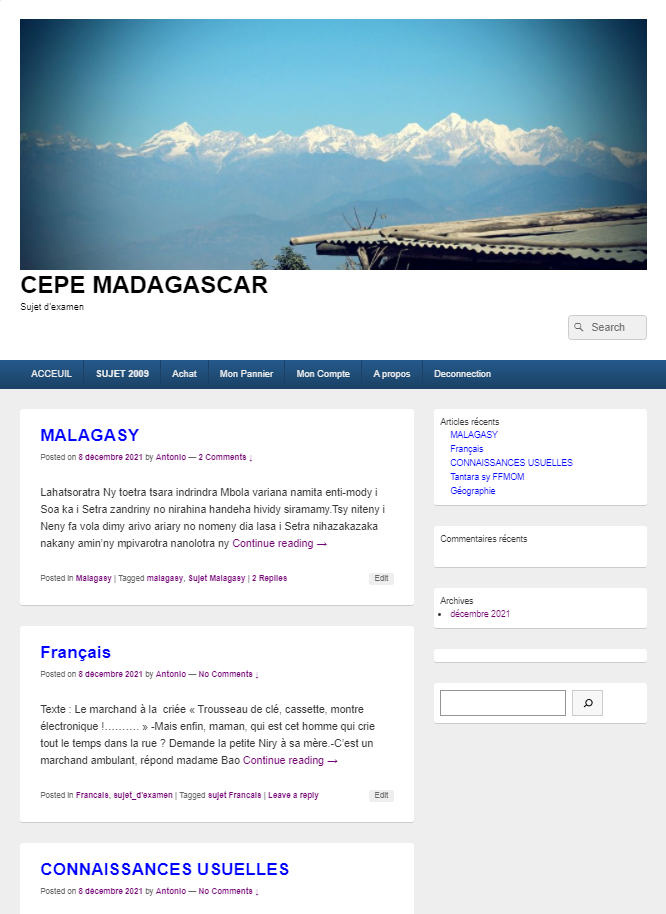 CEPE MADAGASCAR
Sujet d'examen
Search
ACCEUIL SUJET 2009 Achat Mon Pannier Mon Compte A propos Deconnection
MALAGASY
Posted on 8 décembre 2021 by Antonio — 2 Comments ↓
Lahatsoratra Ny toetra tsara indrindra Mbola variana namita enti-mody i
Soa ka i Setra zandriny no nirahina handeha hividy siramamy.Tsy niteny i
Neny fa vola dimy arivo ariary no nomeny dia lasa i Setra nihazakazaka
nakany amin'ny mpivarotra nanolotra ny Continue reading →
Posted in Malagasy | Tagged malagasy, Sujet Malagasy | 2 Replies
Edit
Français
Posted on 8 décembre 2021 by Antonio — No Comments ↓
Texte : Le marchand à la criée « Trousseau de clé, cassette, montre
électronique !………. » -Mais enfin, maman, qui est cet homme qui crie
tout le temps dans la rue ? Demande la petite Niry à sa mère.-C'est un
marchand ambulant, répond madame Bao Continue reading →
Posted in Francais, sujet_d'examen | Tagged sujet Francais | Leave a reply
Edit
CONNAISSANCES USUELLES
Posted on 8 décembre 2021 by Antonio — No Comments ↓
Articles récents
MALAGASY
Français
CONNAISSANCES USUELLES
Tantara sy FFMOM
Géographie
Commentaires récents
Archives
décembre 2021